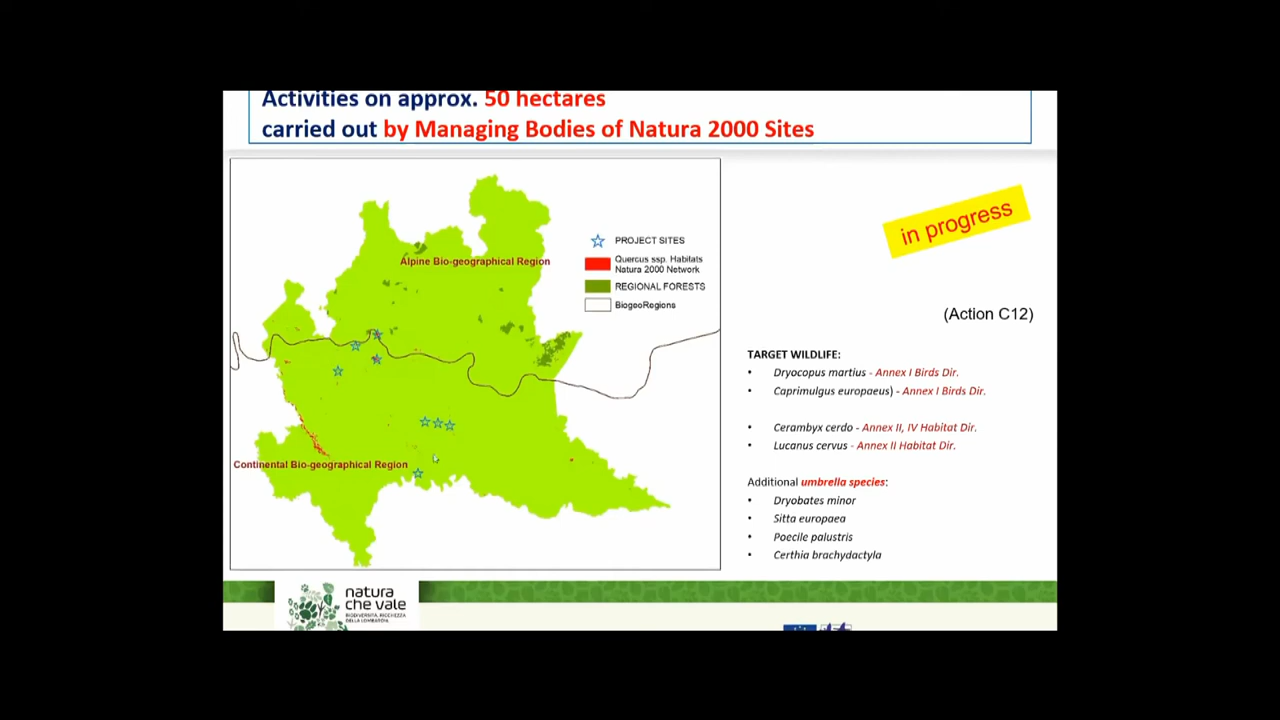 Activities on approx. 50 hectares
carried out by Managing Bodies of Natura 2000 Sites
in progress
PROJECT SITES
Quercus ssp. Habitats
Natura 2000 Network
REGIONAL FORESTS
BiogeoRegions
Alpine Bio-geographical Region
Continental Bio-geographical Region
(Action C12)
TARGET WILDLIFE:
• Dryocopus martius - Annex I Birds Dir.
• Caprimulgus europaeus) - Annex I Birds Dir.
• Cerambyx cerdo - Annex II, IV Habitat Dir.
• Lucanus cervus - Annex II Habitat Dir.
Additional umbrella species:
• Dryobates minor
• Sitta europaea
• Poecile palustris
• Certhia brachydactyla
natura
che vale
BIODIVERSITÀ, RICCHEZZA
DELLA LOMBARDIA